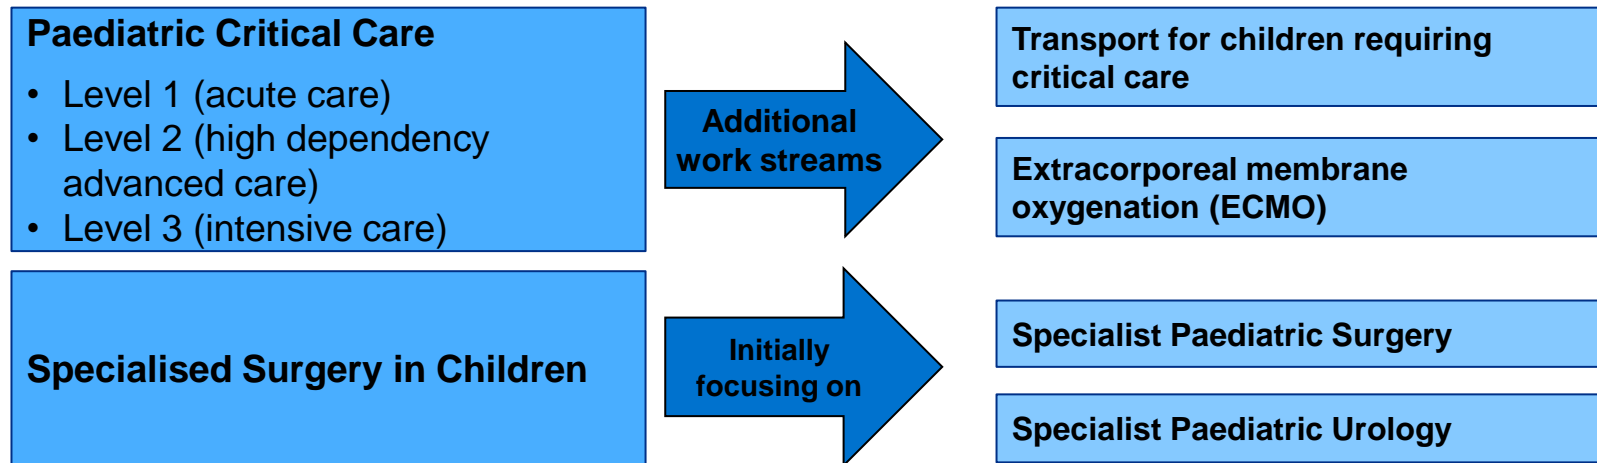 Paediatric Critical Care
• Level 1 (acute care)
• Level 2 (high dependency
advanced care)
• Level 3 (intensive care)
Additional
work streams
Transport for children requiring
critical care
Extracorporeal membrane
oxygenation (ECMO)
Specialised Surgery in Children
Initially
focusing on
Specialist Paediatric Surgery
Specialist Paediatric Urology